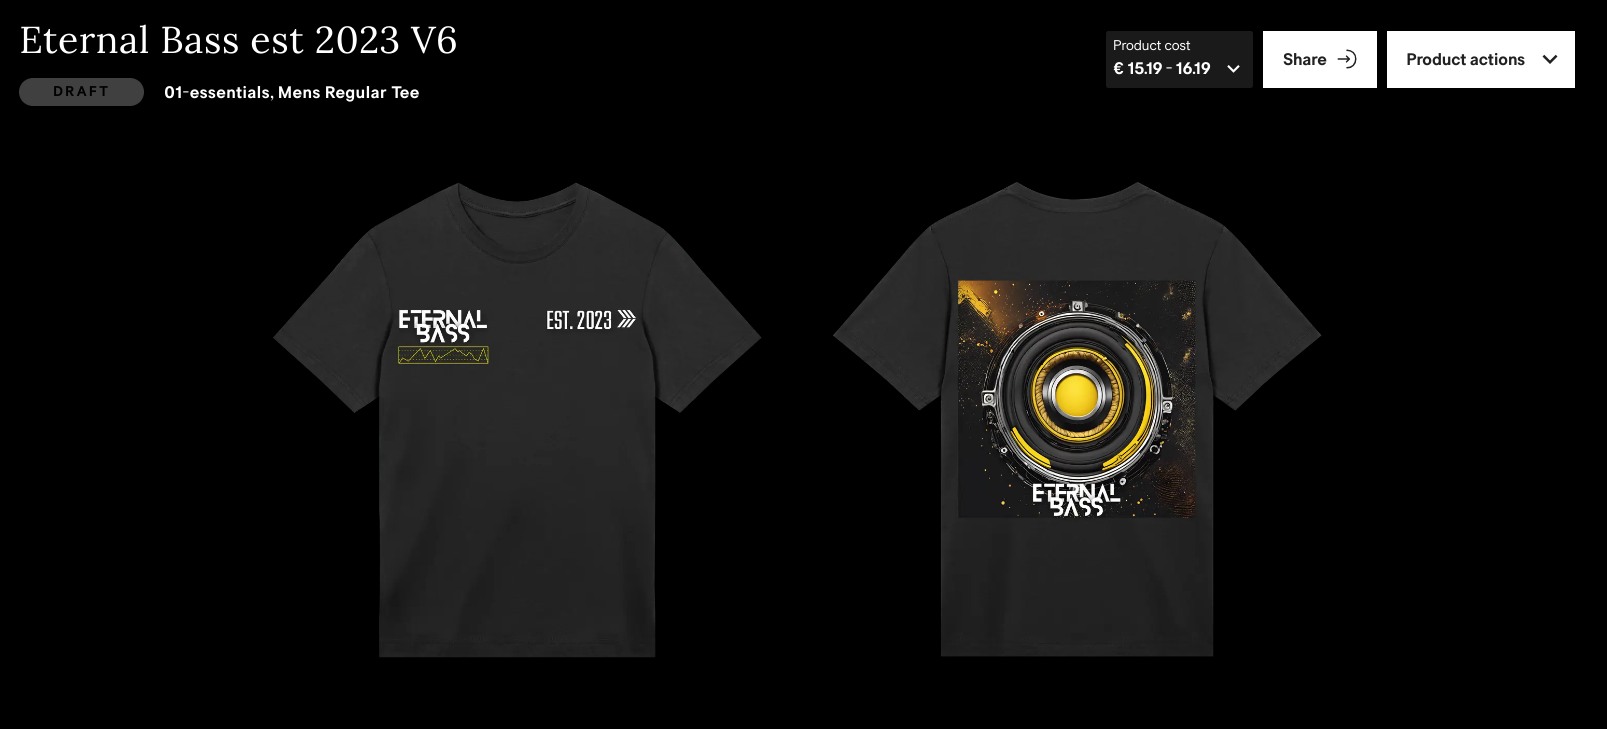 Eternal Bass est 2023 V6
DRAFT
01-essentials, Mens Regular Tee
Product cost
€ 15.19 - 16.19
Share
Product actions
ETERNAL
BASS
EST. 2023
ETERNAL
BASS